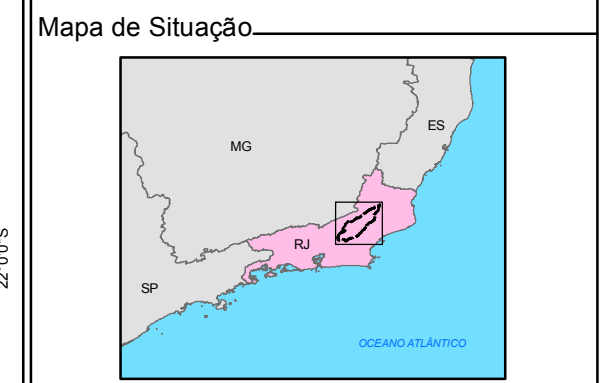 Mapa de Situação
ES
MG
RJ
SP
OCEANO ATLÂNTICO
22°0'0"S